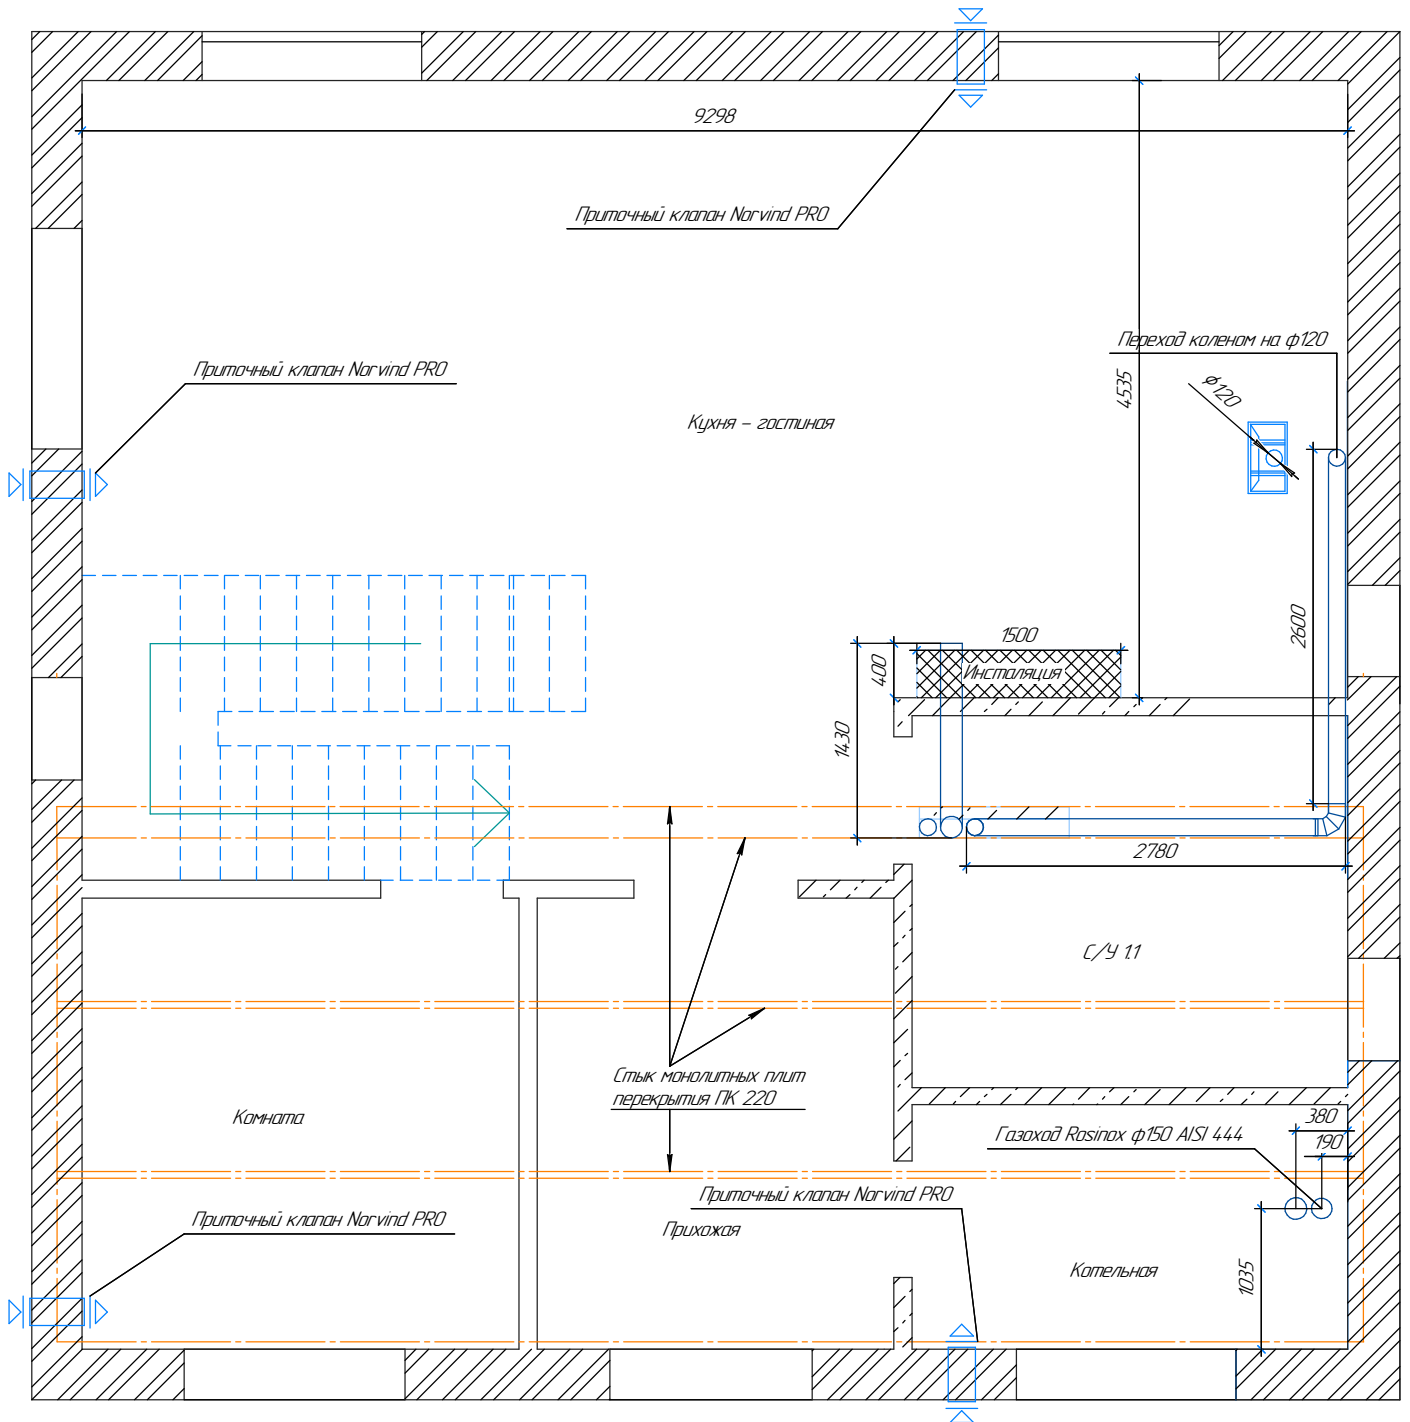 9298
Приточный клапан Norvind PRO
Переход коленом на ф120
Приточный клапан Norvind PRO
4535
ф120
Кухня - гостиная
2600
1500
400
Инсталяция
1430
2780
С/У 1.1
Стык монолитных плит
перекрытия ПК 220
Комната
380
Газоход Rosinox ф150 AISI 444
190
Приточный клапан Norvind PRO
Приточный клапан Norvind PRO
Прихожая
Котельная
1035